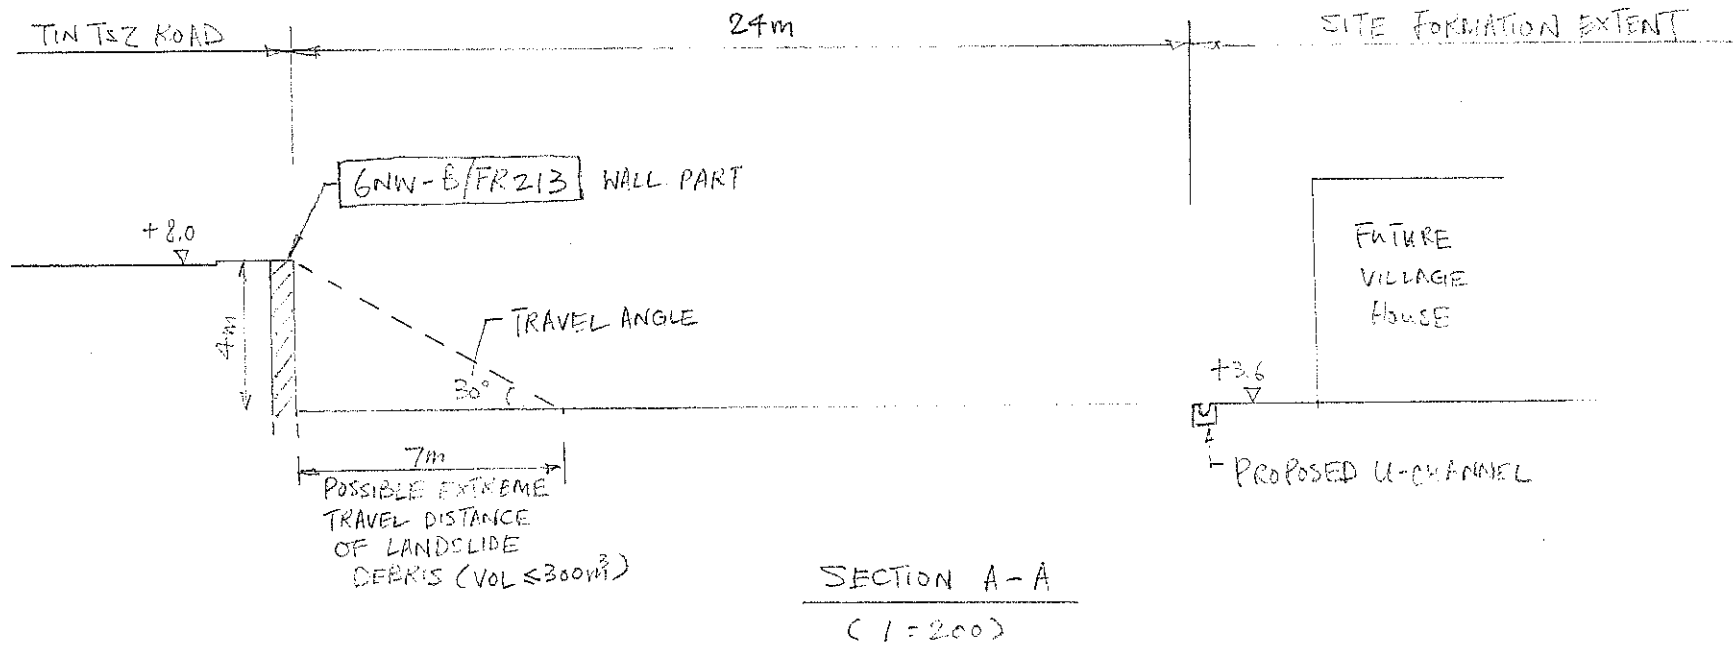 TIN TSZ ROAD
24m
SITE FORMATION EXTENT
6NW-B/FR213 WALL PART
+8.0
FUTURE
VILLAGE
HOUSE
4m
TRAVEL ANGLE
30°
+3.6
7m
POSSIBLE EXTREME
TRAVEL DISTANCE
OF LANDSLIDE
DEBRIS (VOL ≤300m³)
PROPOSED U-CHANNEL
SECTION A-A
(1:200)